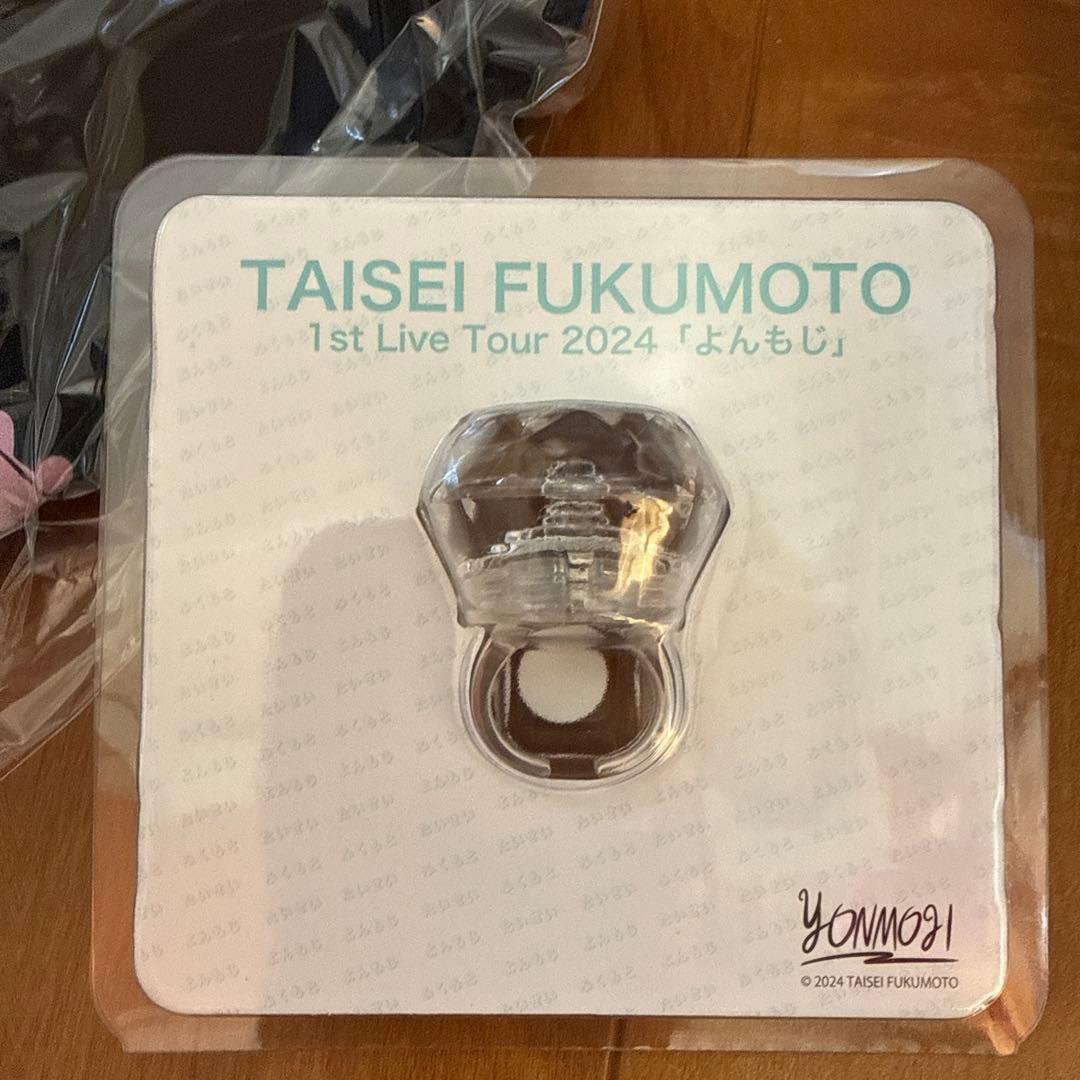 TAISEI FUKUMOTO
1st Live Tour 2024「よんもじ」
YONMOJI
© 2024 TAISEI FUKUMOTO